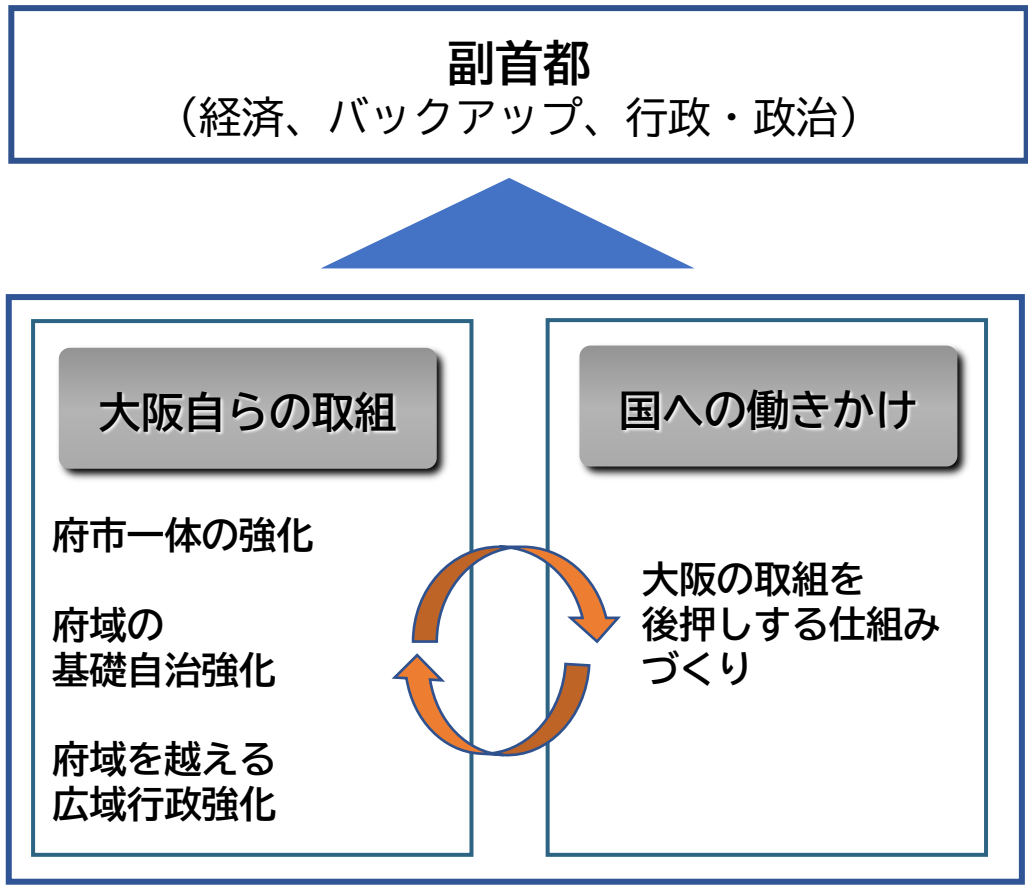 副首都
（経済、バックアップ、行政・政治）
大阪自らの取組
府市一体の強化
府域の
基礎自治強化
府域を越える
広域行政強化
国への働きかけ
大阪の取組を
後押しする仕組み
づくり